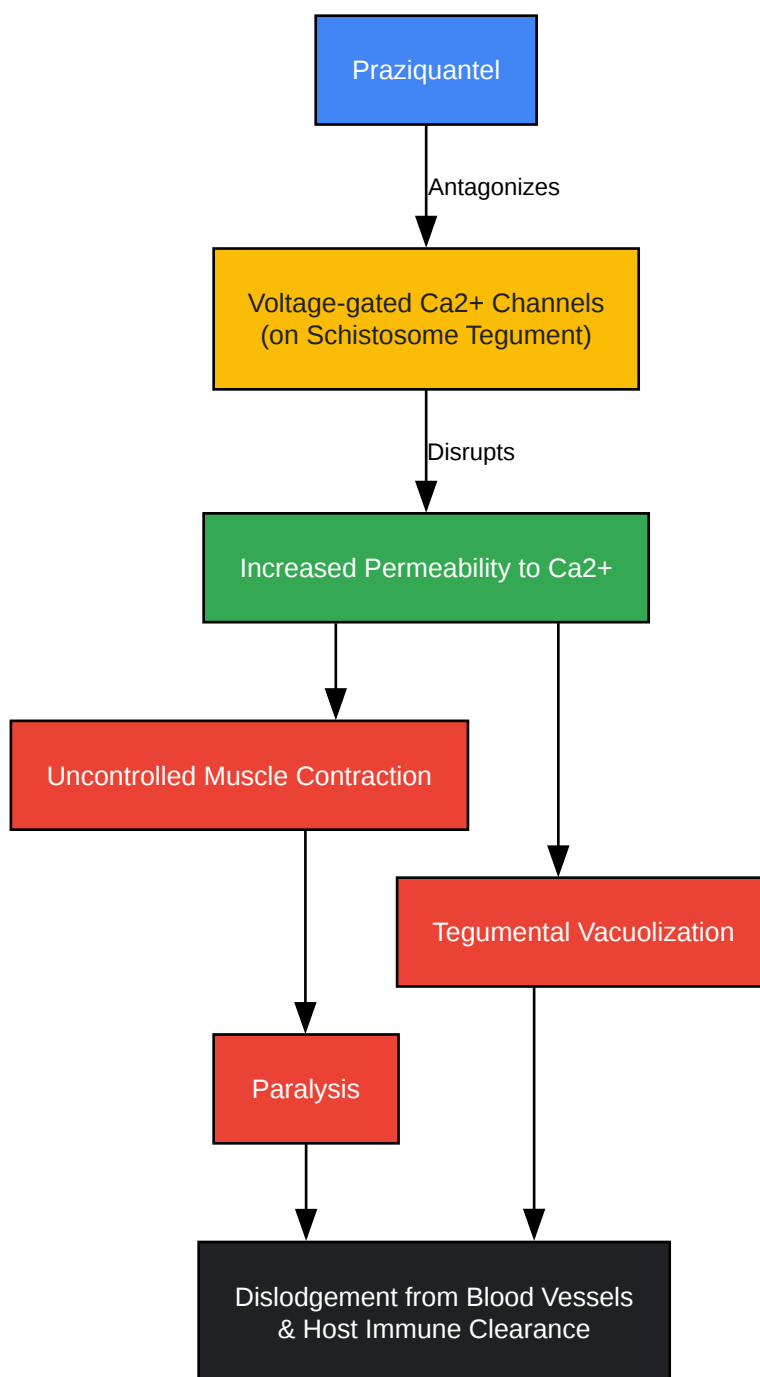 Praziquantel
Antagonizes
Voltage-gated Ca2+ Channels
(on Schistosome Tegument)
Disrupts
Increased Permeability to Ca2+
Uncontrolled Muscle Contraction
Tegumental Vacuolization
Paralysis
Dislodgement from Blood Vessels
& Host Immune Clearance